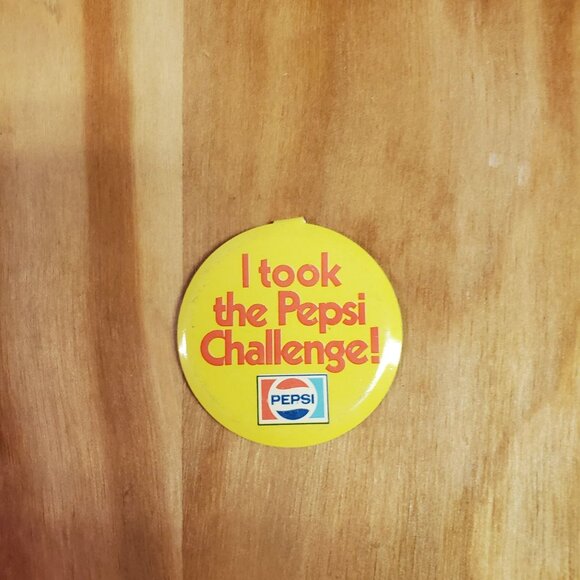 I took
the Pepsi
Challenge!
PEPSI